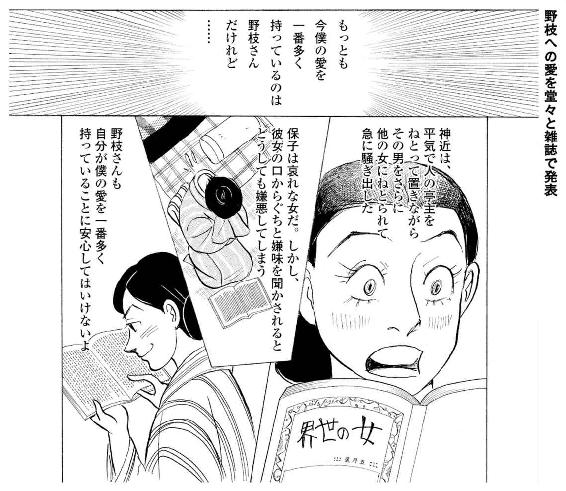 野枝への愛を堂々と雑誌で発表
もっとも
今僕の愛を
一番多く
持っているのは
野枝さん
だけれど
……
神近は、
平気で人の亭主を
ねとって置きながら
その男をさらに
他の女にねとられて
急に騒ぎ出した
女の世界
保子は哀れな女だ。しかし、
彼女の口からぐちと嫌味を聞かされると
どうしても嫌悪してしまう
野枝さんも
自分が僕の愛を一番多く
持っていることに安心してはいけないよ